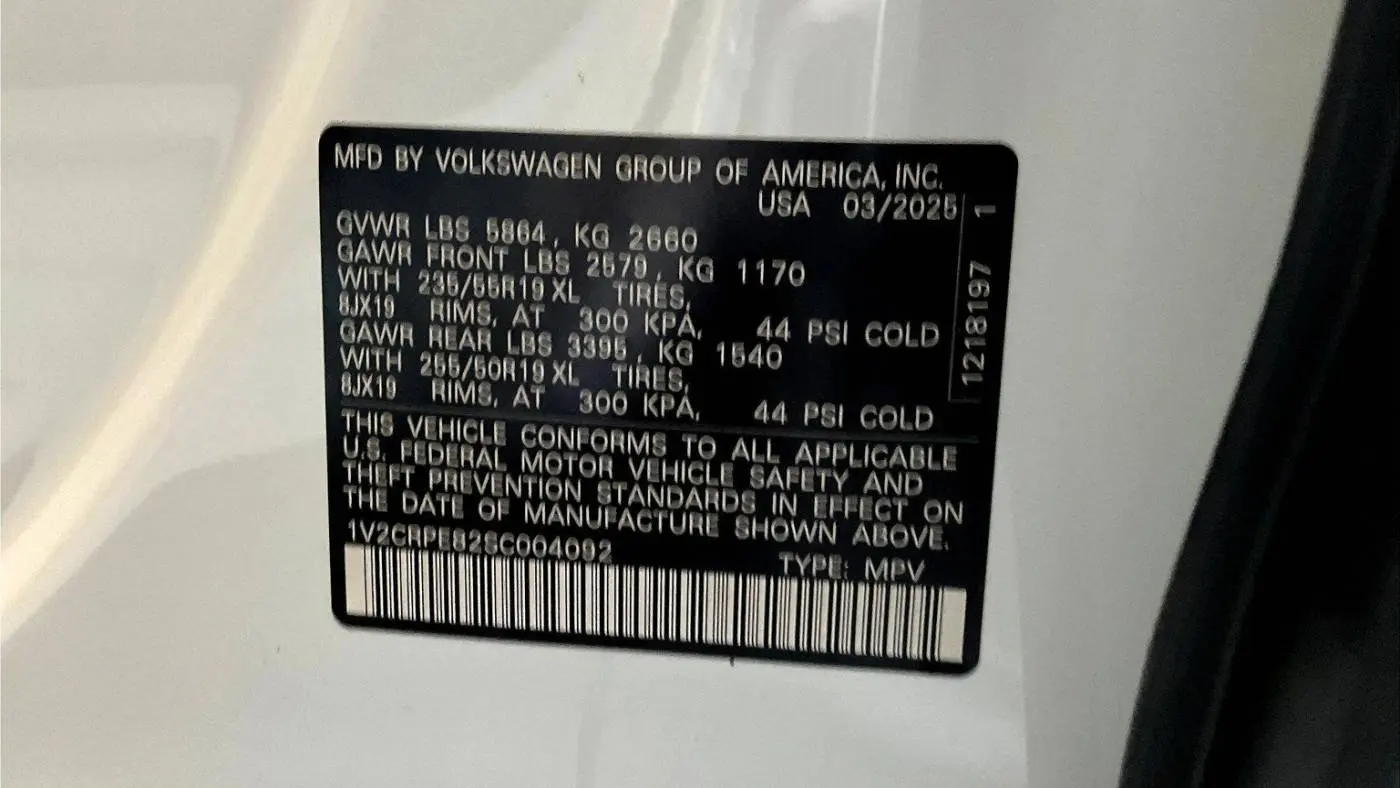 MFD BY VOLKSWAGEN GROUP OF AMERICA, INC.
USA 03/2025
GVWR LBS 5864, KG 2660
GAWR FRONT LBS 2579, KG 1170
WITH 235/55R19 XL TIRES,
8JX19 RIMS, AT 300 KPA, 44 PSI COLD
GAWR REAR LBS 3395, KG 1540
WITH 255/50R19 XL TIRES,
8JX19 RIMS, AT 300 KPA, 44 PSI COLD
THIS VEHICLE CONFORMS TO ALL APPLICABLE
U.S. FEDERAL MOTOR VEHICLE SAFETY AND
THEFT PREVENTION STANDARDS IN EFFECT ON
THE DATE OF MANUFACTURE SHOWN ABOVE.
1V2CRPE82SC004092 TYPE: MPV
1218197 1